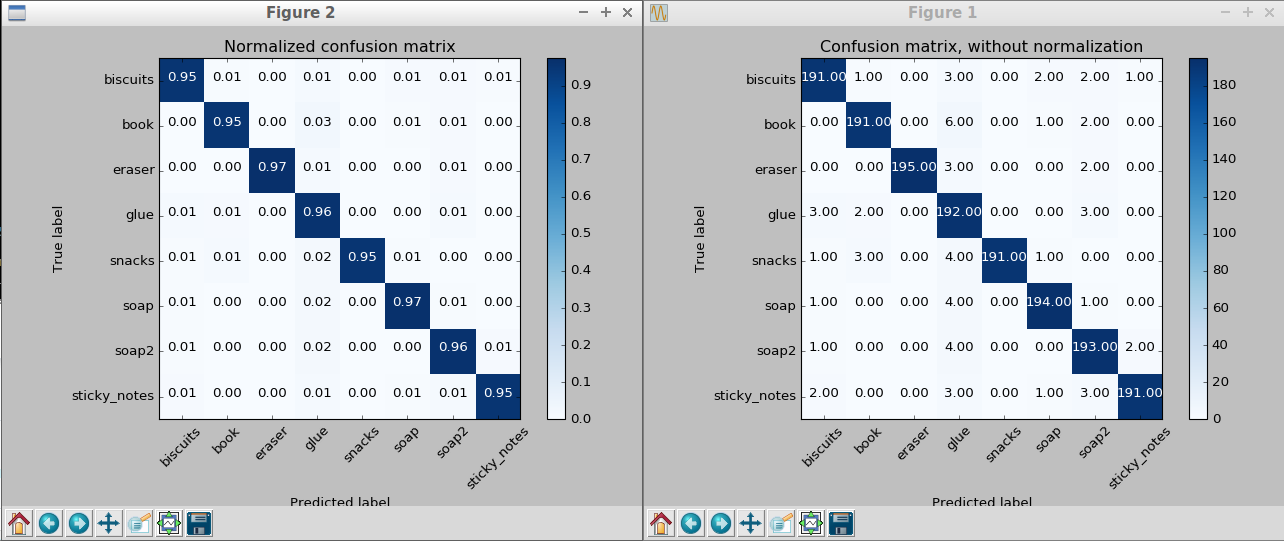 Figure 2
Normalized confusion matrix
True label
biscuits 0.95 0.01 0.00 0.01 0.00 0.01 0.01 0.01
book 0.00 0.95 0.00 0.03 0.00 0.01 0.01 0.00
eraser 0.00 0.00 0.97 0.01 0.00 0.00 0.01 0.00
glue 0.01 0.01 0.00 0.96 0.00 0.00 0.01 0.00
snacks 0.01 0.01 0.00 0.02 0.95 0.01 0.00 0.00
soap 0.01 0.00 0.00 0.02 0.00 0.97 0.01 0.00
soap2 0.01 0.00 0.00 0.02 0.00 0.00 0.96 0.01
sticky_notes 0.01 0.00 0.00 0.01 0.00 0.01 0.01 0.95
biscuits book eraser glue snacks soap soap2 sticky_notes
Predicted label
0.9
0.8
0.7
0.6
0.5
0.4
0.3
0.2
0.1
0.0
Figure 1
Confusion matrix, without normalization
True label
biscuits 191.00 1.00 0.00 3.00 0.00 2.00 2.00 1.00
book 0.00 191.00 0.00 6.00 0.00 1.00 2.00 0.00
eraser 0.00 0.00 195.00 3.00 0.00 0.00 2.00 0.00
glue 3.00 2.00 0.00 192.00 0.00 0.00 3.00 0.00
snacks 1.00 3.00 0.00 4.00 191.00 1.00 0.00 0.00
soap 1.00 0.00 0.00 4.00 0.00 194.00 1.00 0.00
soap2 1.00 0.00 0.00 4.00 0.00 0.00 193.00 2.00
sticky_notes 2.00 0.00 0.00 3.00 0.00 1.00 3.00 191.00
biscuits book eraser glue snacks soap soap2 sticky_notes
Predicted label
180
160
140
120
100
80
60
40
20
0